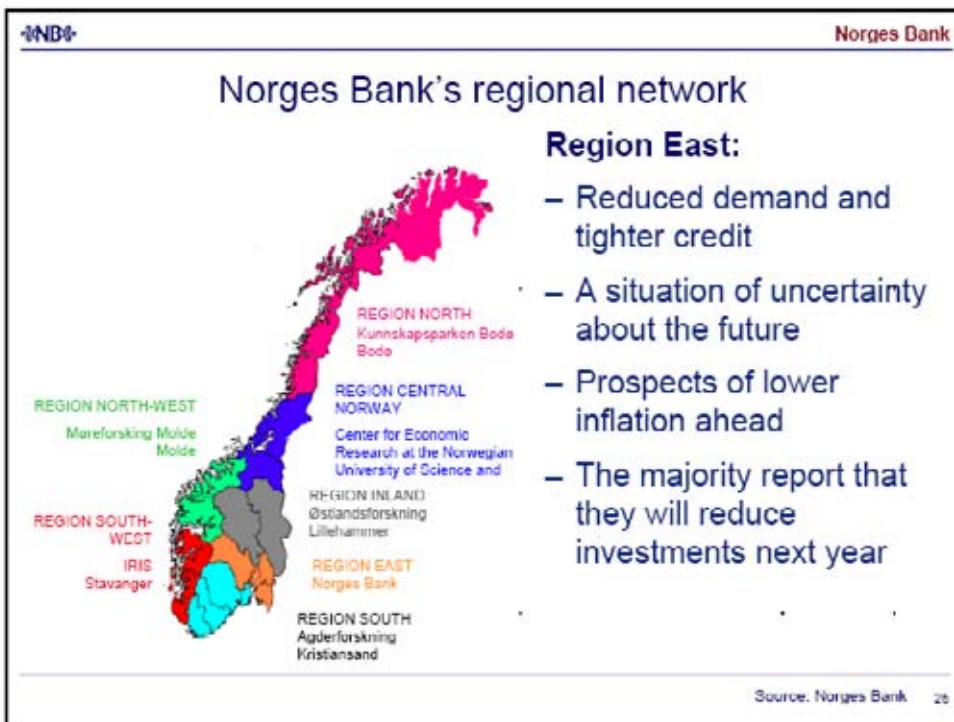 NB
Norges Bank
Norges Bank's regional network
Region East:
– Reduced demand and
tighter credit
– A situation of uncertainty
about the future
– Prospects of lower
inflation ahead
– The majority report that
they will reduce
investments next year
REGION NORTH
Kunnskapsparken Bodø
Bodø
REGION CENTRAL
NORWAY
Center for Economic
Research at the Norwegian
University of Science and
REGION NORTH-WEST
Møreforsking Molde
Molde
REGION INLAND
Østlandsforskning
Lillehammer
REGION SOUTH-
WEST
IRIS
Stavanger
REGION EAST
Norges Bank
REGION SOUTH
Agderforskning
Kristiansand
Source: Norges Bank